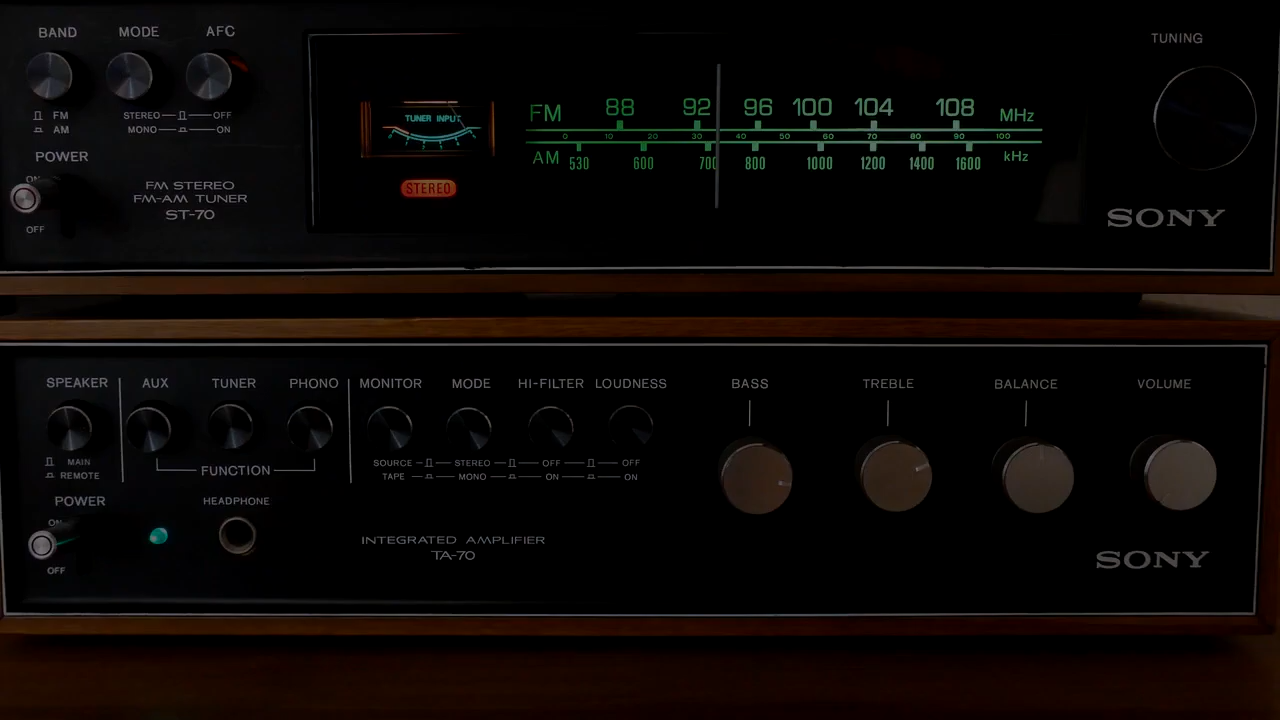 BAND MODE AFC
TUNING
FM
AM
STEREO OFF
MONO ON
POWER
ON
OFF
FM STEREO
FM-AM TUNER
ST-70
TUNER INPUT
STEREO
FM 88 92 96 100 104 108 MHz
0 10 20 30 40 50 60 70 80 90 100
AM 530 600 700 800 1000 1200 1400 1600 kHz
SONY
SPEAKER AUX TUNER PHONO MONITOR MODE HI-FILTER LOUDNESS BASS TREBLE BALANCE VOLUME
MAIN
REMOTE
FUNCTION
SOURCE STEREO OFF OFF
TAPE MONO ON ON
POWER
ON
OFF
HEADPHONE
INTEGRATED AMPLIFIER
TA-70
SONY